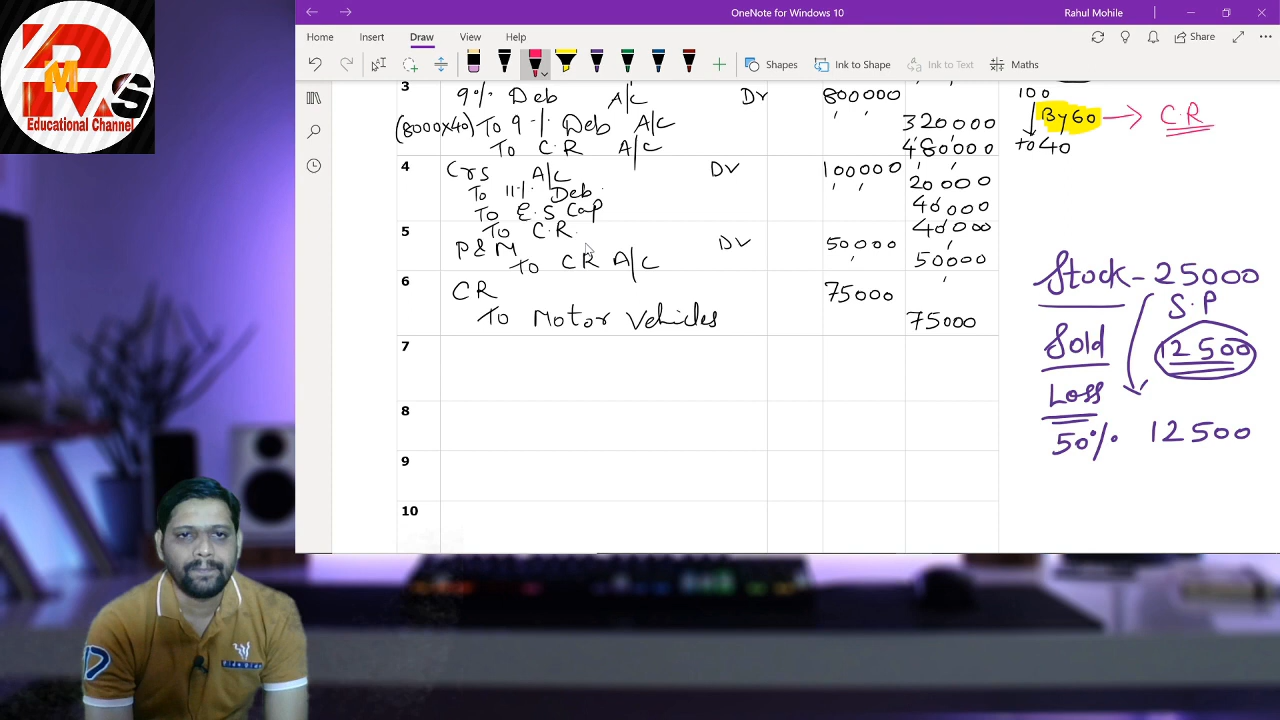 OneNote for Windows 10
Rahul Mohile
Home Insert Draw View Help
Share
Shapes Ink to Shape Ink to Text Maths
R M S
Educational Channel
3
9% Deb A/C Dr 800000
(8000x40) To 9% Deb A/C 320000
To C.R A/C 480000
4
Crs A/C Dr 100000
To 11% Deb. 20000
To E.S Cap 40000
To C.R. 40000
5
P & M Dr 50000
To CR A/C 50000
6
CR 75000
To Motor Vehicles 75000
7
8
9
10
100
By 60 → C.R
to 40
Stock - 25000
S.P
Sold 12500
Loss
50% 12500